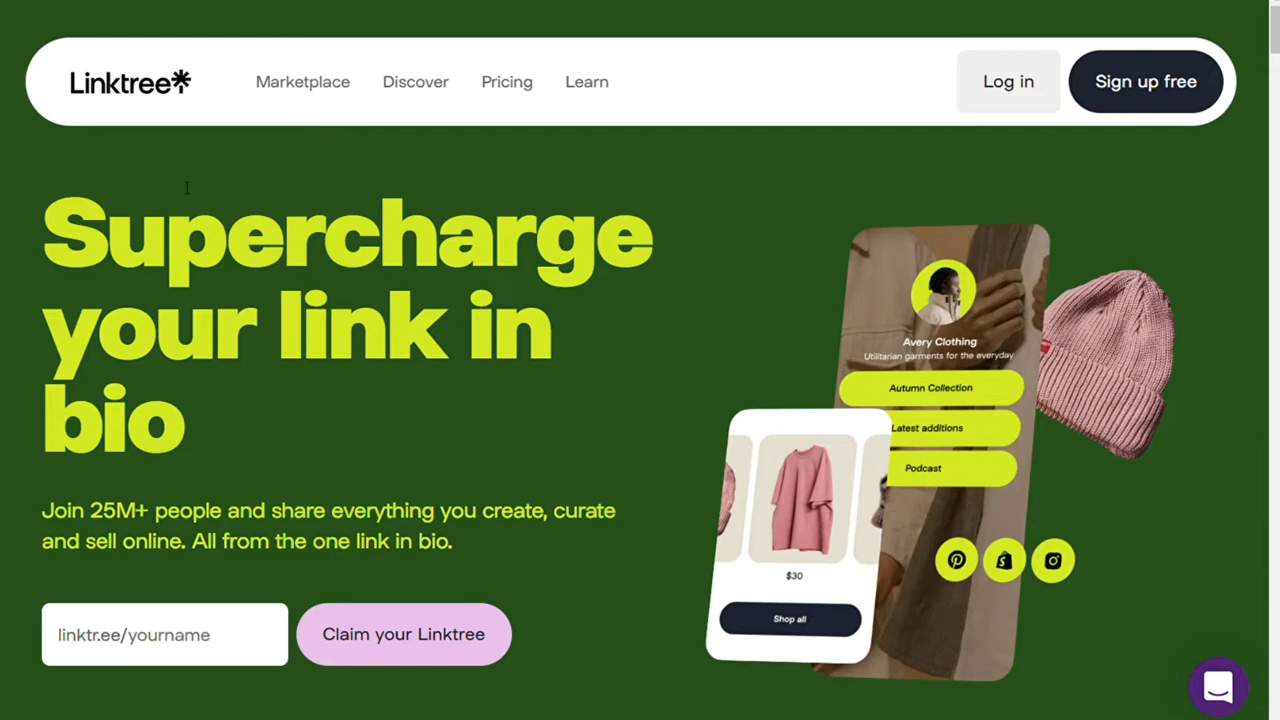 Linktree
Marketplace
Discover
Pricing
Learn
Log in
Sign up free
Supercharge
your link in
bio
Join 25M+ people and share everything you create, curate
and sell online. All from the one link in bio.
linktr.ee/yourname
Claim your Linktree
Avery Clothing
Utilitarian garments for the everyday
Autumn Collection
Latest additions
Podcast
$30
Shop all